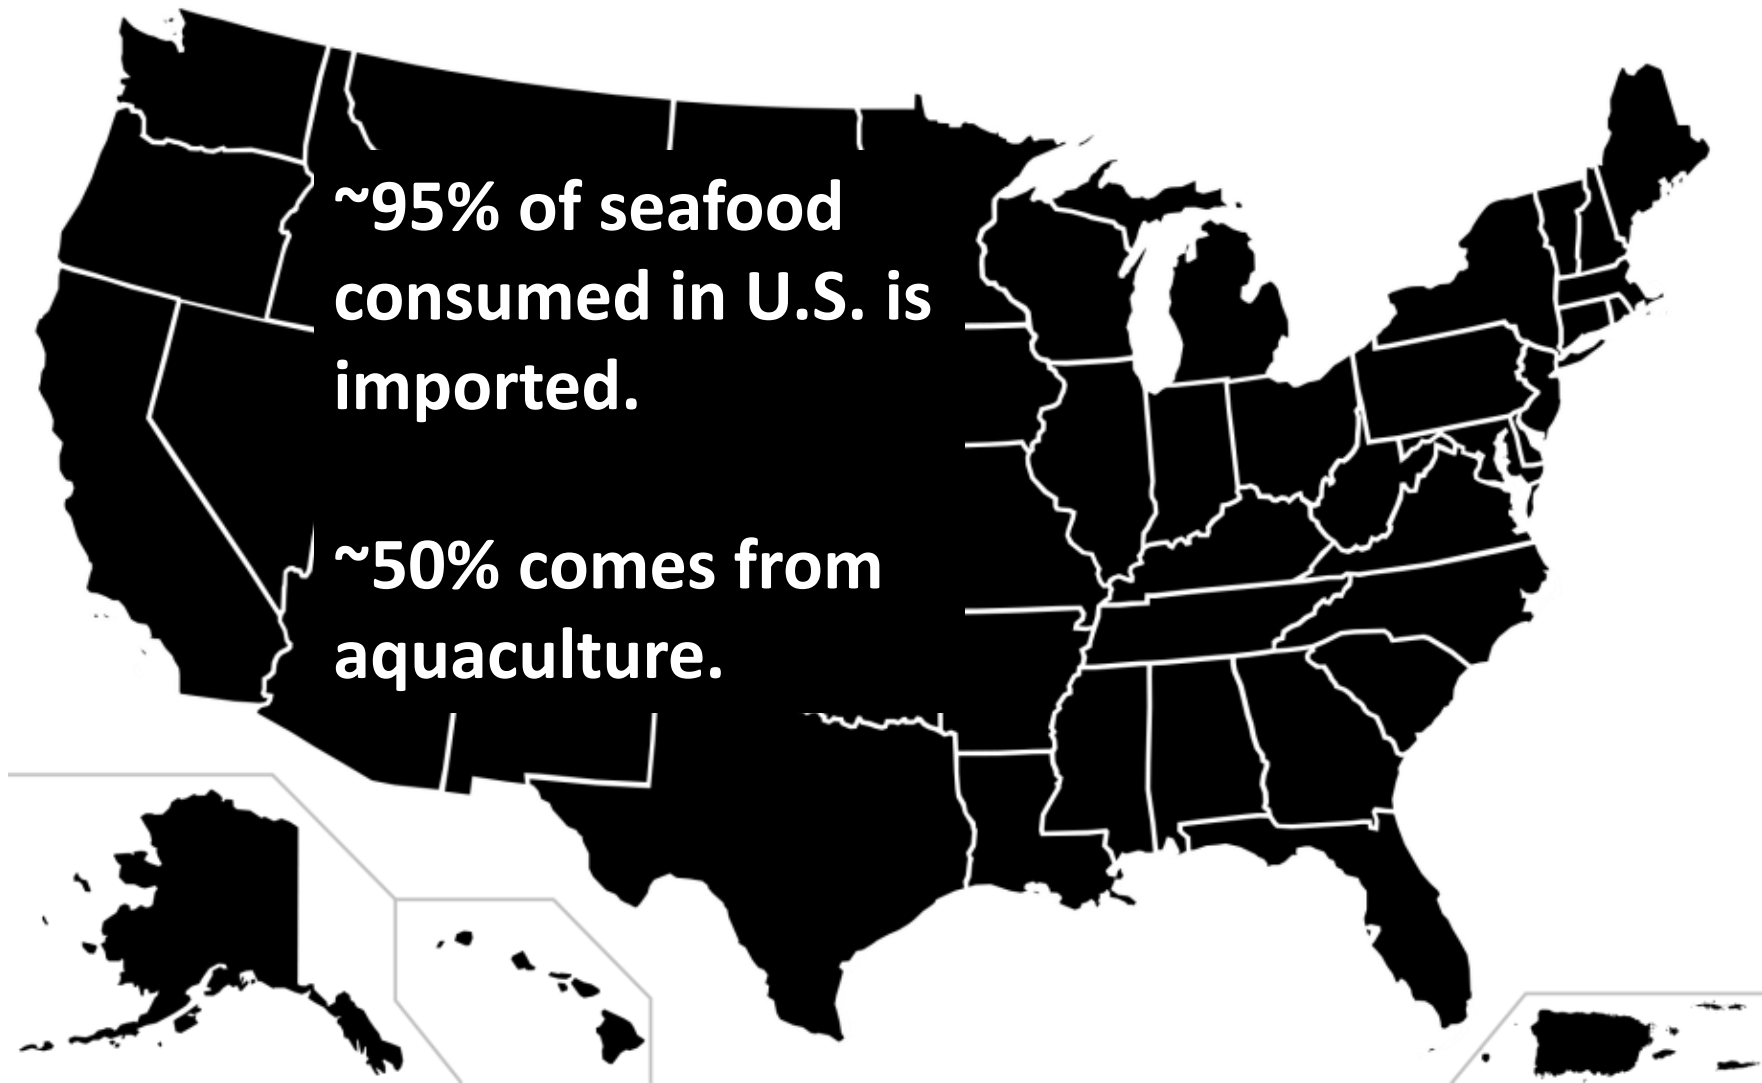 ~95% of seafood
consumed in U.S. is
imported.
~50% comes from
aquaculture.